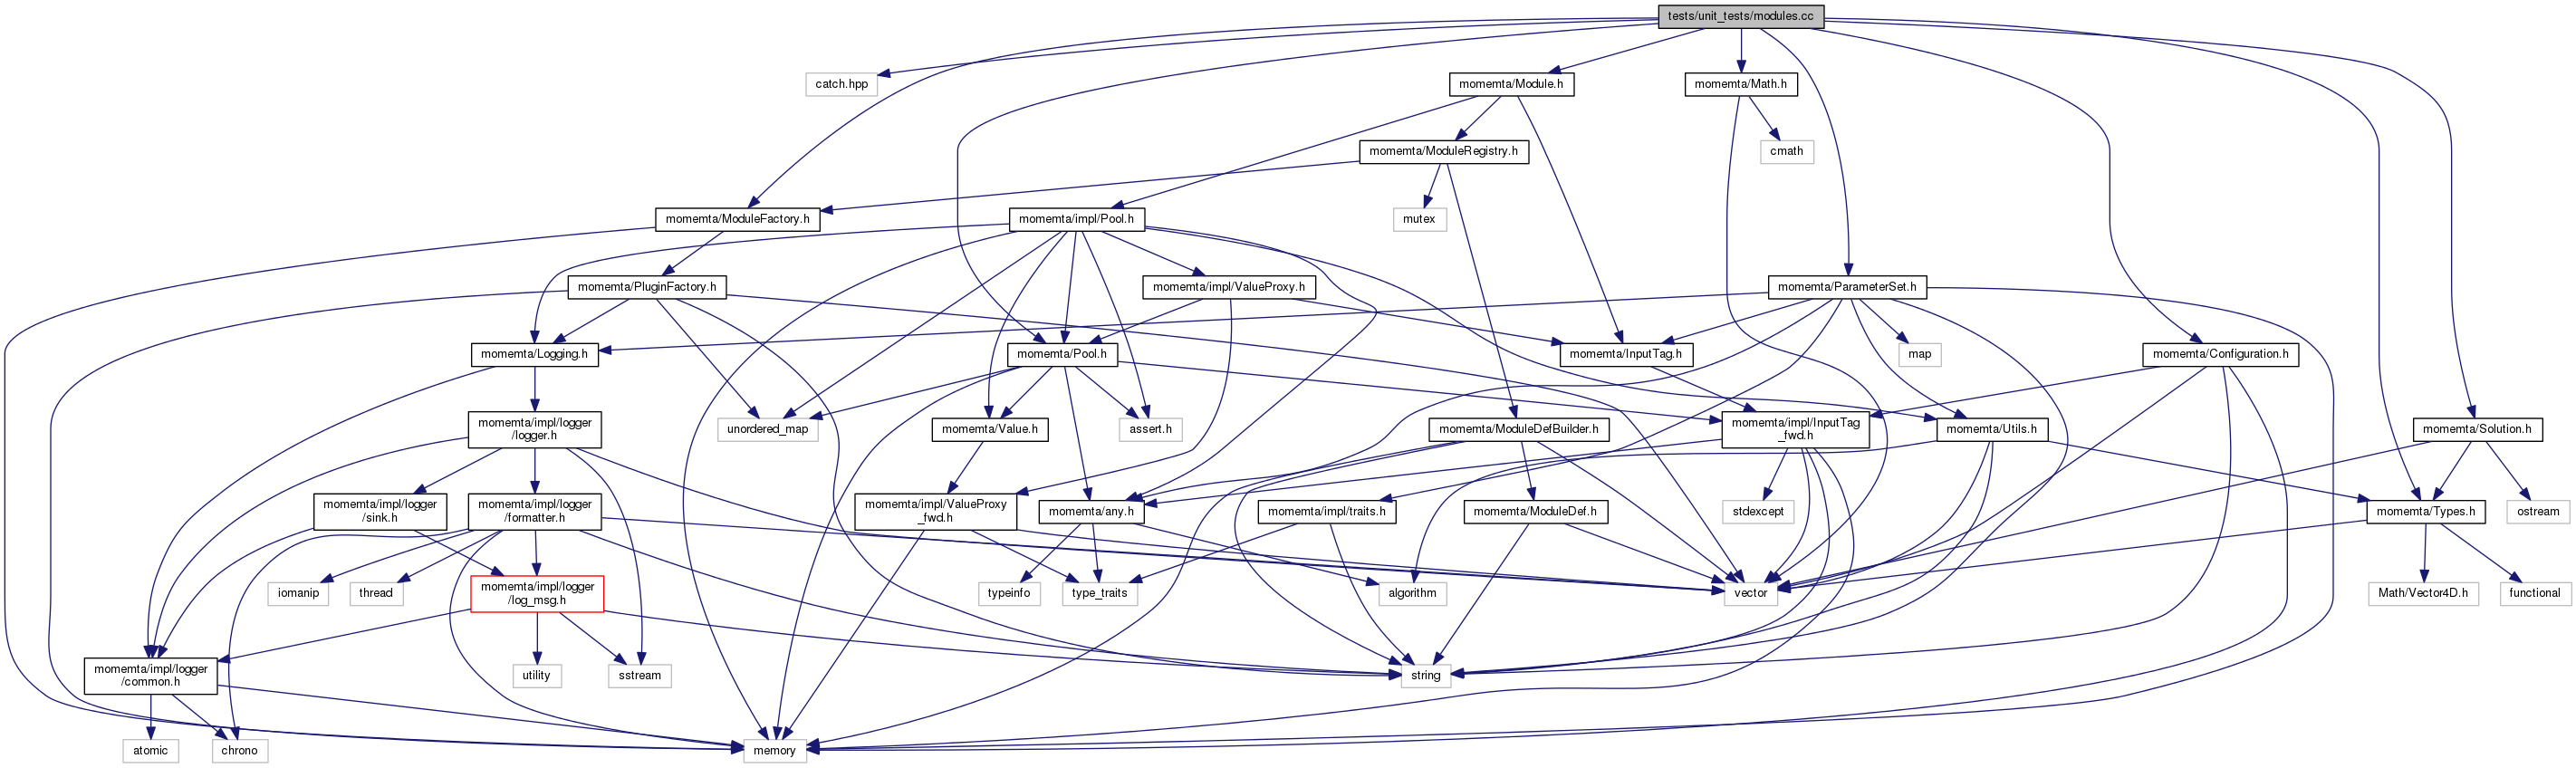 tests/unit_tests/modules.cc
catch.hpp
momemta/Module.h
momemta/Math.h
momemta/ModuleRegistry.h
cmath
momemta/ModuleFactory.h
momemta/impl/Pool.h
mutex
momemta/PluginFactory.h
momemta/impl/ValueProxy.h
momemta/ParameterSet.h
momemta/Logging.h
momemta/Pool.h
momemta/InputTag.h
map
momemta/Configuration.h
momemta/impl/logger
/logger.h
unordered_map
momemta/Value.h
assert.h
momemta/ModuleDefBuilder.h
momemta/impl/InputTag
_fwd.h
momemta/Utils.h
momemta/Solution.h
momemta/impl/logger
/sink.h
momemta/impl/logger
/formatter.h
momemta/impl/ValueProxy
_fwd.h
momemta/any.h
momemta/impl/traits.h
momemta/ModuleDef.h
stdexcept
momemta/Types.h
ostream
iomanip
thread
momemta/impl/logger
/log_msg.h
typeinfo
type_traits
algorithm
vector
Math/Vector4D.h
functional
momemta/impl/logger
/common.h
utility
sstream
string
atomic
chrono
memory